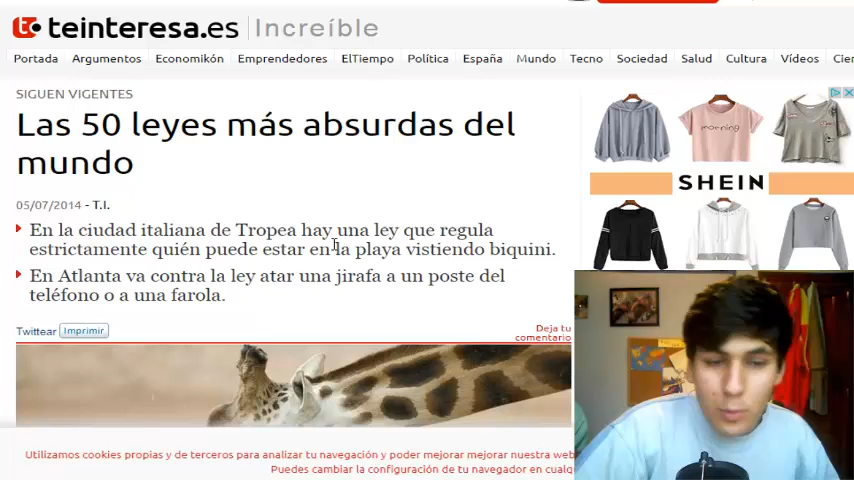 teinteresa.es Increíble
Portada Argumentos Economikón Emprendedores ElTiempo Política España Mundo Tecno Sociedad Salud Cultura Vídeos Cien
SIGUEN VIGENTES
Las 50 leyes más absurdas del
mundo
05/07/2014 - T.I.
En la ciudad italiana de Tropea hay una ley que regula
estrictamente quién puede estar en la playa vistiendo biquini.
En Atlanta va contra la ley atar una jirafa a un poste del
teléfono o a una farola.
Twittear Imprimir
Deja tu
comentario
morning
SHEIN
Utilizamos cookies propias y de terceros para analizar tu navegación y poder mejorar mejorar nuestra web
Puedes cambiar la configuración de tu navegador en cualq